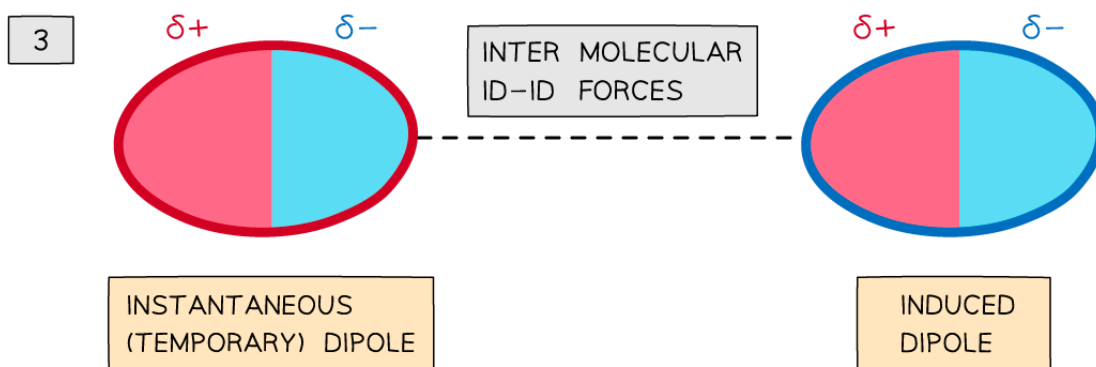 3
δ+ δ−
INTER MOLECULAR
ID−ID FORCES
δ+ δ−
INSTANTANEOUS
(TEMPORARY) DIPOLE
INDUCED
DIPOLE